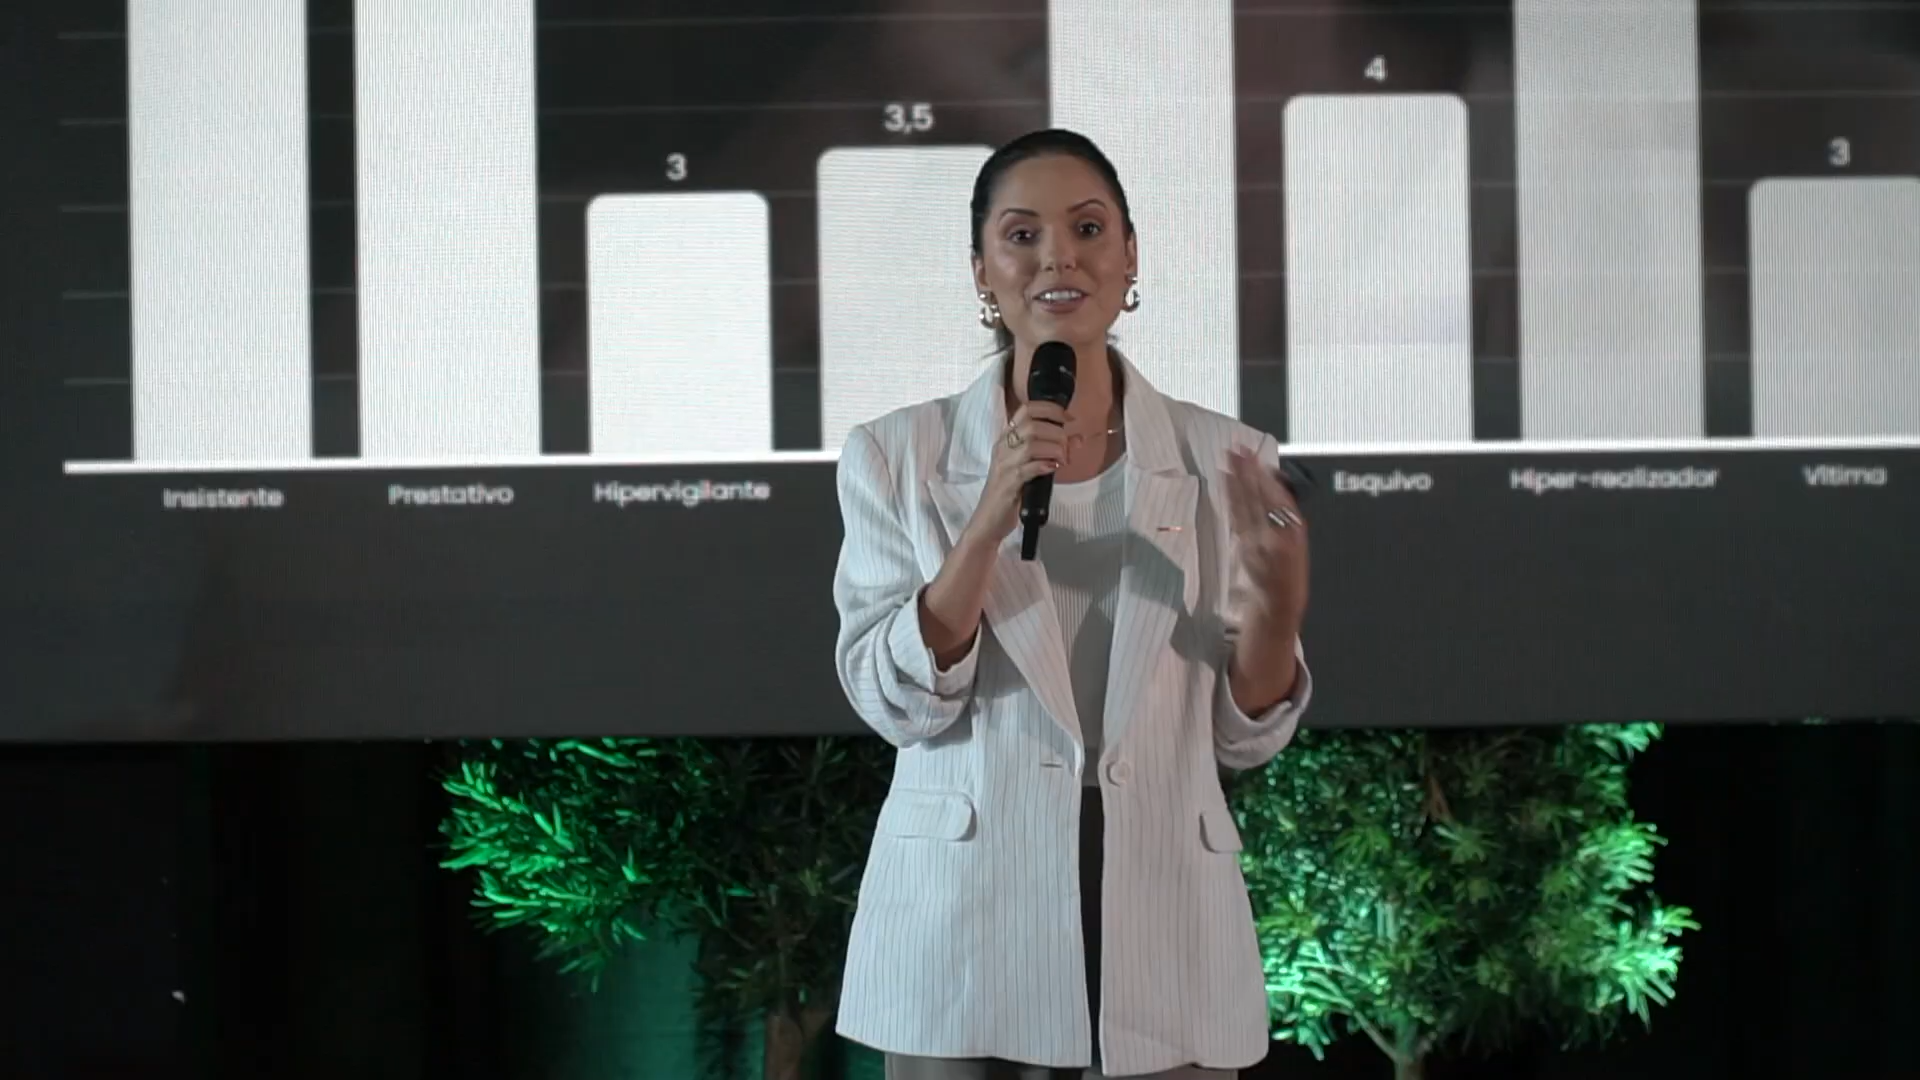 4
3,5
3
3
Insistente
Prestativo
Hipervigilante
Esquivo
Hiper-realizador
Vítima